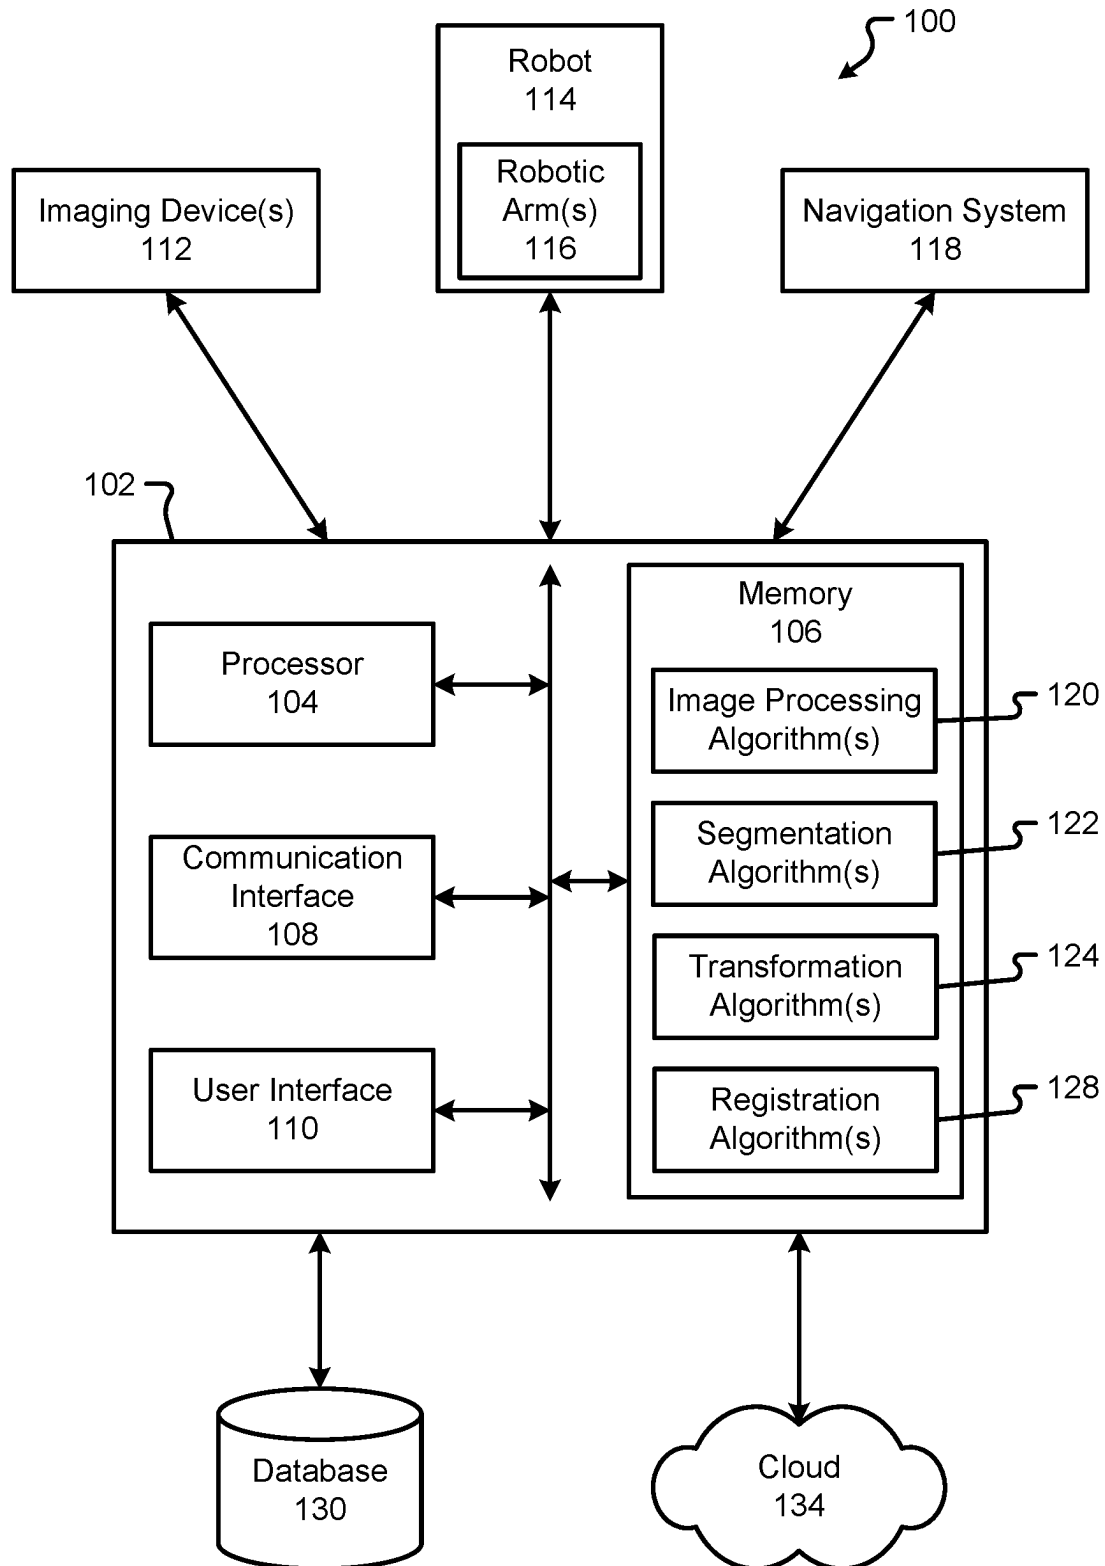 100
Robot
114
Robotic
Arm(s)
116
Imaging Device(s)
112
Navigation System
118
102
Memory
106
Processor
104
Image Processing
Algorithm(s)
120
Communication
Interface
108
Segmentation
Algorithm(s)
122
Transformation
Algorithm(s)
124
User Interface
110
Registration
Algorithm(s)
128
Database
130
Cloud
134